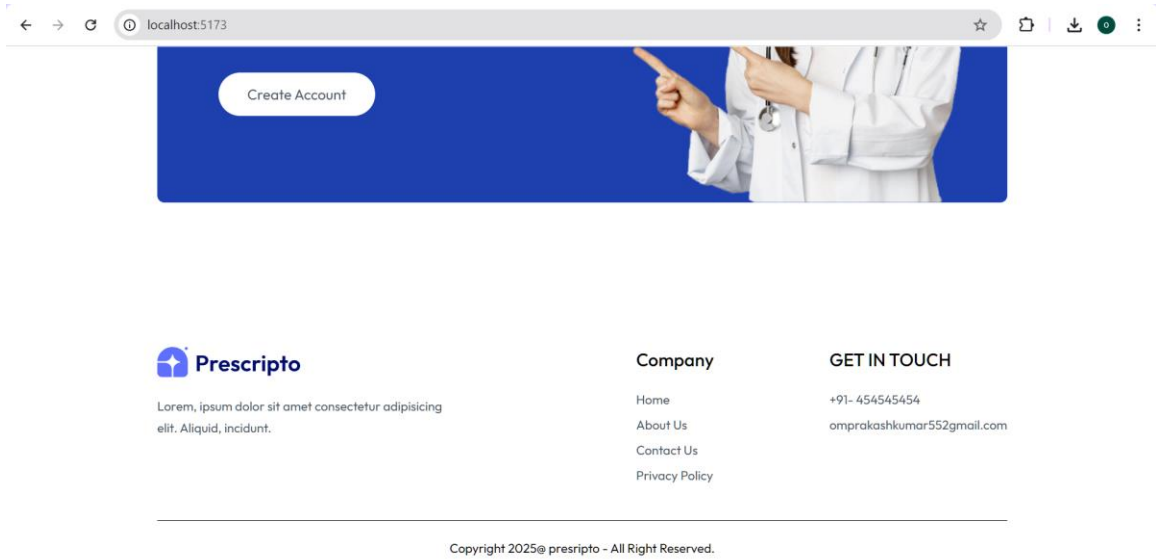 localhost:5173
Create Account
Prescripto
Lorem, ipsum dolor sit amet consectetur adipisicing
elit. Aliquid, incidunt.
Company
Home
About Us
Contact Us
Privacy Policy
GET IN TOUCH
+91- 454545454
omprakashkumar552gmail.com
Copyright 2025@ presripto - All Right Reserved.